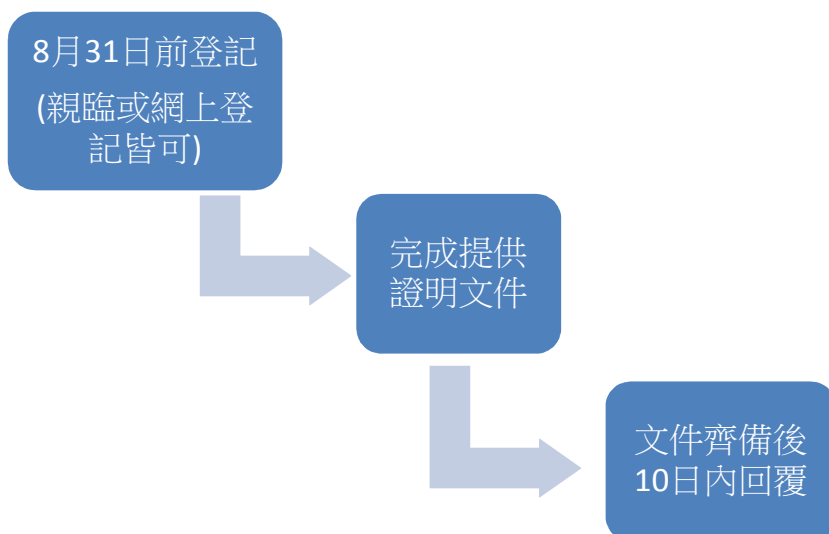 8月31日前登記
(親臨或網上登
記皆可)
完成提供
證明文件
文件齊備後
10日內回覆